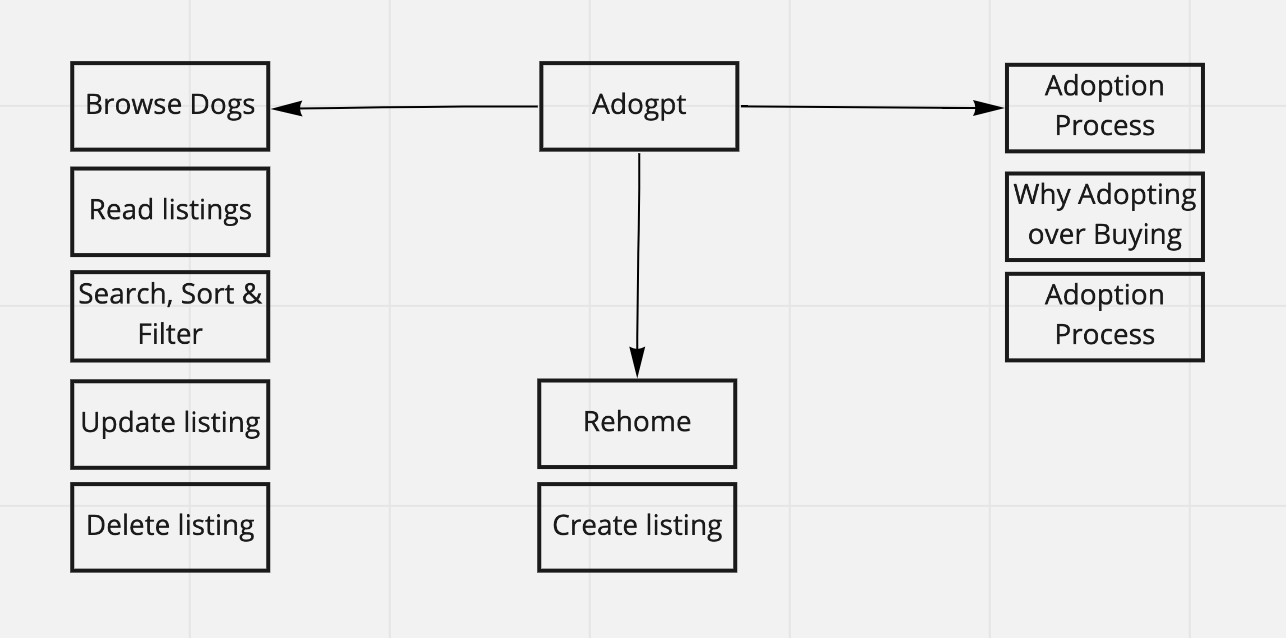 Browse Dogs
Read listings
Search, Sort &
Filter
Update listing
Delete listing
Adogpt
Rehome
Create listing
Adoption
Process
Why Adopting
over Buying
Adoption
Process